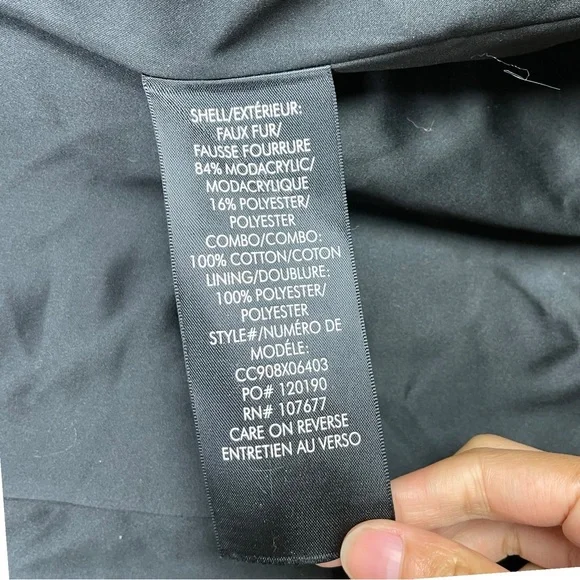 SHELL/EXTÉRIEUR:
FAUX FUR/
FAUSSE FOURRURE
84% MODACRYLIC/
MODACRYLIQUE
16% POLYESTER/
POLYESTER
COMBO/COMBO:
100% COTTON/COTON
LINING/DOUBLURE:
100% POLYESTER/
POLYESTER
STYLE#/NUMÉRO DE
MODÉLE:
CC908X06403
PO# 120190
RN# 107677
CARE ON REVERSE
ENTRETIEN AU VERSO